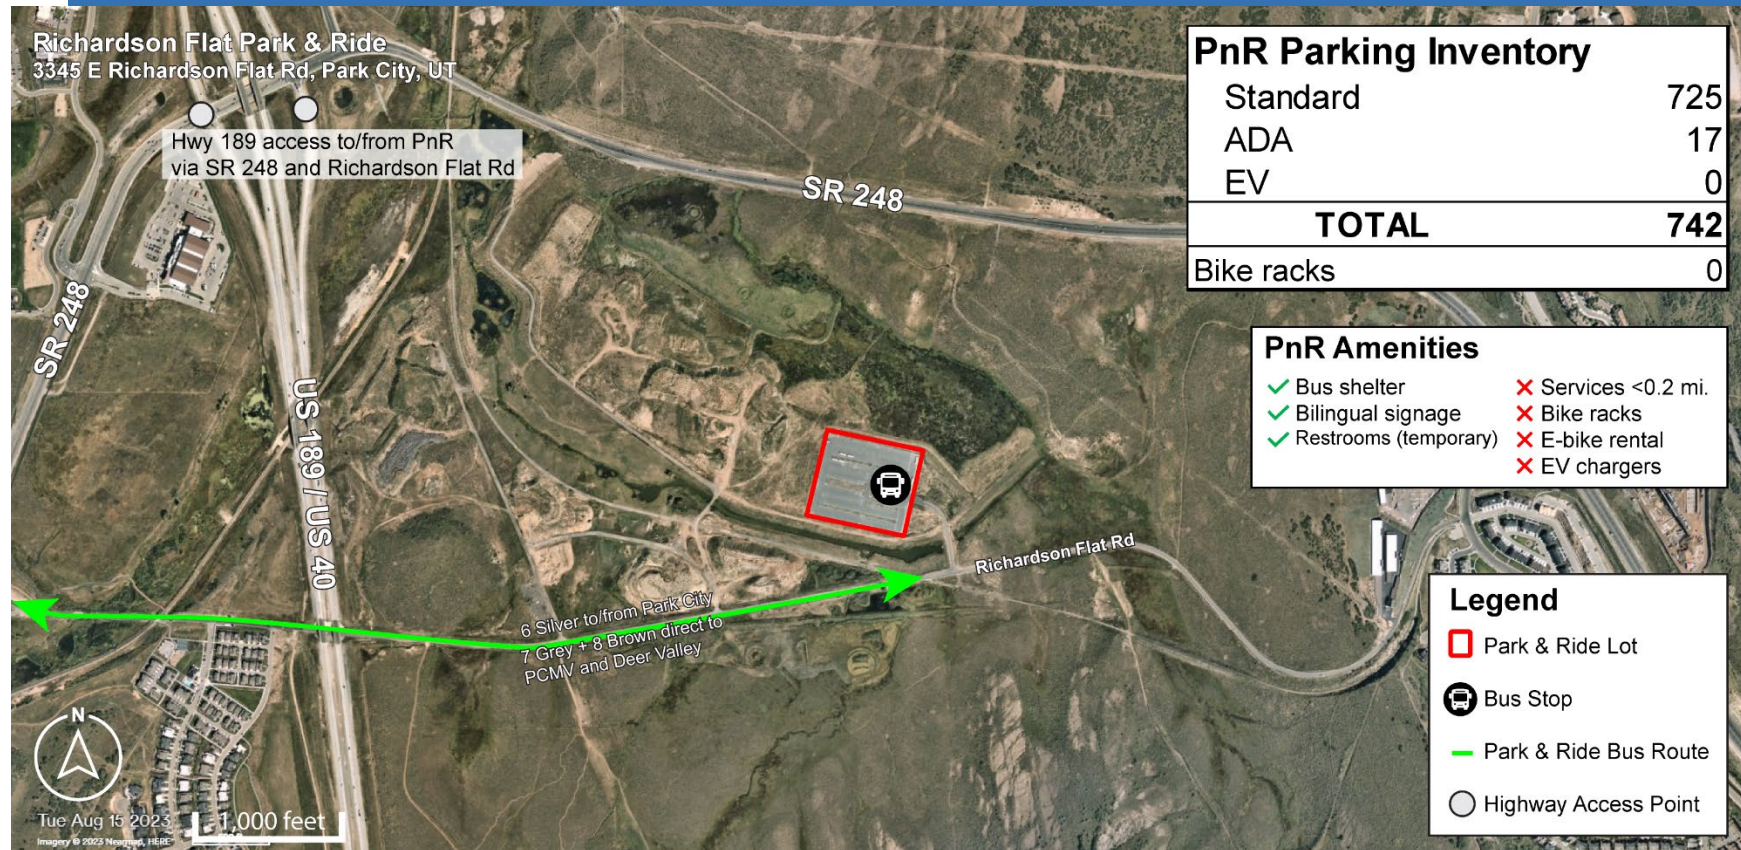 Richardson Flat Park & Ride
3345 E Richardson Flat Rd, Park City, UT
Hwy 189 access to/from PnR
via SR 248 and Richardson Flat Rd
SR 248
SR 248
US 189 / US 40
PnR Parking Inventory
Standard 725
ADA 17
EV 0
TOTAL 742
Bike racks 0
PnR Amenities
Bus shelter
Bilingual signage
Restrooms (temporary)
Services <0.2 mi.
Bike racks
E-bike rental
EV chargers
Richardson Flat Rd
6 Silver to/from Park City
7 Grey + 8 Brown direct to
PCMV and Deer Valley
Legend
Park & Ride Lot
Bus Stop
Park & Ride Bus Route
Highway Access Point
N
Tue Aug 15 2023
1,000 feet
Imagery © 2023 Nearmap, HERE